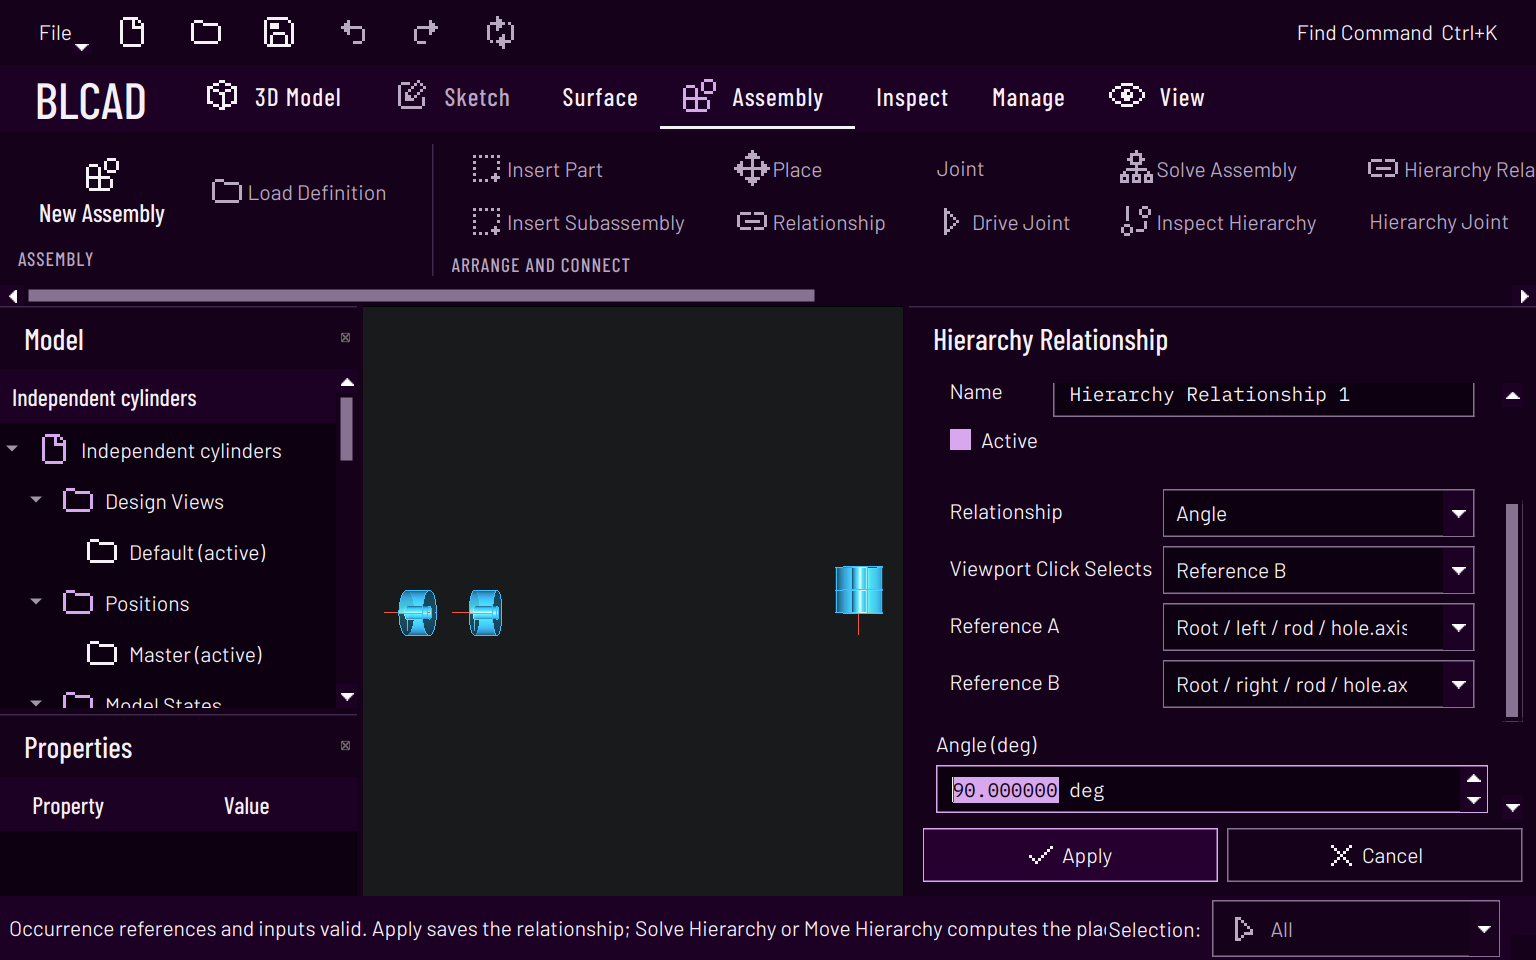 File
Find Command Ctrl+K
BLCAD
3D Model
Sketch
Surface
Assembly
Inspect
Manage
View
New Assembly
Load Definition
ASSEMBLY
Insert Part
Place
Joint
Solve Assembly
Hierarchy Rela
Insert Subassembly
Relationship
Drive Joint
Inspect Hierarchy
Hierarchy Joint
ARRANGE AND CONNECT
Model
Independent cylinders
Independent cylinders
Design Views
Default (active)
Positions
Master (active)
Model States
Properties
Property Value
Hierarchy Relationship
Name Hierarchy Relationship 1
Active
Relationship Angle
Viewport Click Selects Reference B
Reference A Root / left / rod / hole.axis
Reference B Root / right / rod / hole.ax
Angle (deg)
90.000000 deg
Apply
Cancel
Occurrence references and inputs valid. Apply saves the relationship; Solve Hierarchy or Move Hierarchy computes the pla
Selection: All